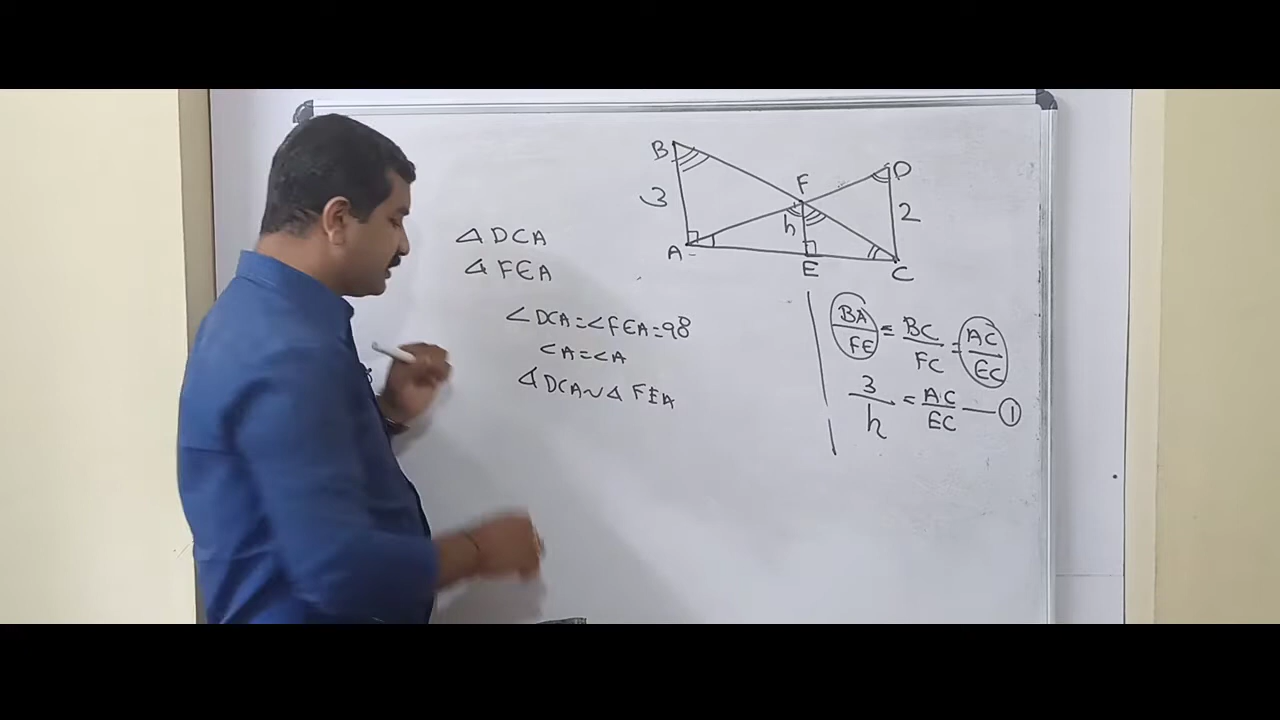 B
D
F
3
2
h
A
E
C
△ DCA
△ FEA
∠DCA=∠FEA=90
<A=<A
△ DCA~△ FEA
BA/FE = BC/FC = AC/EC
3/h = AC/EC — ①